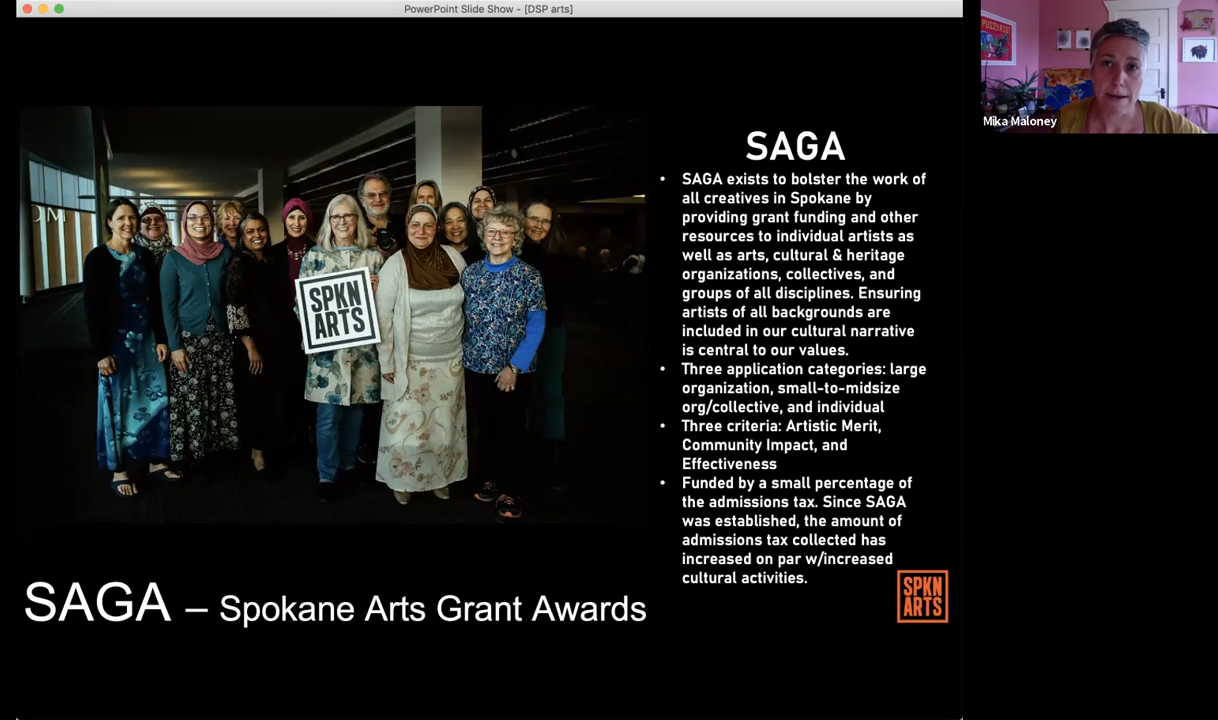 PowerPoint Slide Show - [DSP arts]
SPKN
ARTS
SAGA
• SAGA exists to bolster the work of
all creatives in Spokane by
providing grant funding and other
resources to individual artists as
well as arts, cultural & heritage
organizations, collectives, and
groups of all disciplines. Ensuring
artists of all backgrounds are
included in our cultural narrative
is central to our values.
• Three application categories: large
organization, small-to-midsize
org/collective, and individual
• Three criteria: Artistic Merit,
Community Impact, and
Effectiveness
• Funded by a small percentage of
the admissions tax. Since SAGA
was established, the amount of
admissions tax collected has
increased on par w/increased
cultural activities.
SPKN
ARTS
SAGA – Spokane Arts Grant Awards
Mika Maloney